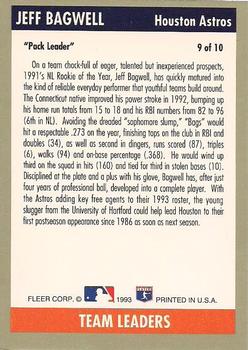 JEFF BAGWELL
Houston Astros
"Pack Leader"
9 of 10
On a team chock-full of eager, talented but inexperienced prospects,
1991's NL Rookie of the Year, Jeff Bagwell, has quickly matured into
the kind of reliable everyday performer that youthful teams build around.
The Connecticut native improved his power stroke in 1992, bumping up
his home run totals from 15 to 18 and his RBI numbers from 82 to 96
(6th in NL). Avoiding the dreaded "sophomore slump," "Bags" would
hit a respectable .273 on the year, finishing tops on the club in RBI and
doubles (34), as well as second in dingers, runs scored (87), triples
(6), walks (94) and on-base percentage (.368). He would wind up
third on the squad in hits (160) and tied for third in stolen bases (10).
Disciplined at the plate and a plus with his glove, Bagwell has, after just
four years of professional ball, developed into a complete player. With
the Astros adding key free agents to their 1993 roster, the young
slugger from the University of Hartford could help lead Houston to their
first postseason appearance since 1986 as soon as next season.
FLEER CORP. © 1993 PRINTED IN U.S.A.
TEAM LEADERS